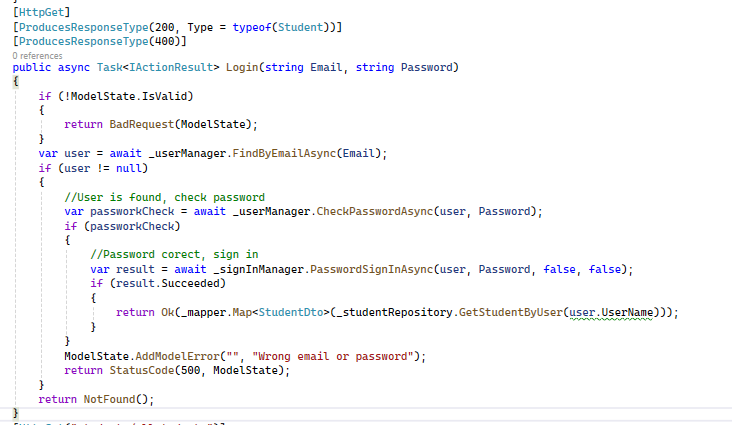 [HttpGet]
[ProducesResponseType(200, Type = typeof(Student))]
[ProducesResponseType(400)]
0 references
public async Task<IActionResult> Login(string Email, string Password)
{
if (!ModelState.IsValid)
{
return BadRequest(ModelState);
}
var user = await _userManager.FindByEmailAsync(Email);
if (user != null)
{
//User is found, check password
var passworkCheck = await _userManager.CheckPasswordAsync(user, Password);
if (passworkCheck)
{
//Password corect, sign in
var result = await _signInManager.PasswordSignInAsync(user, Password, false, false);
if (result.Succeeded)
{
return Ok(_mapper.Map<StudentDto>(_studentRepository.GetStudentByUser(user.UserName)));
}
}
ModelState.AddModelError("", "Wrong email or password");
return StatusCode(500, ModelState);
}
return NotFound();
}